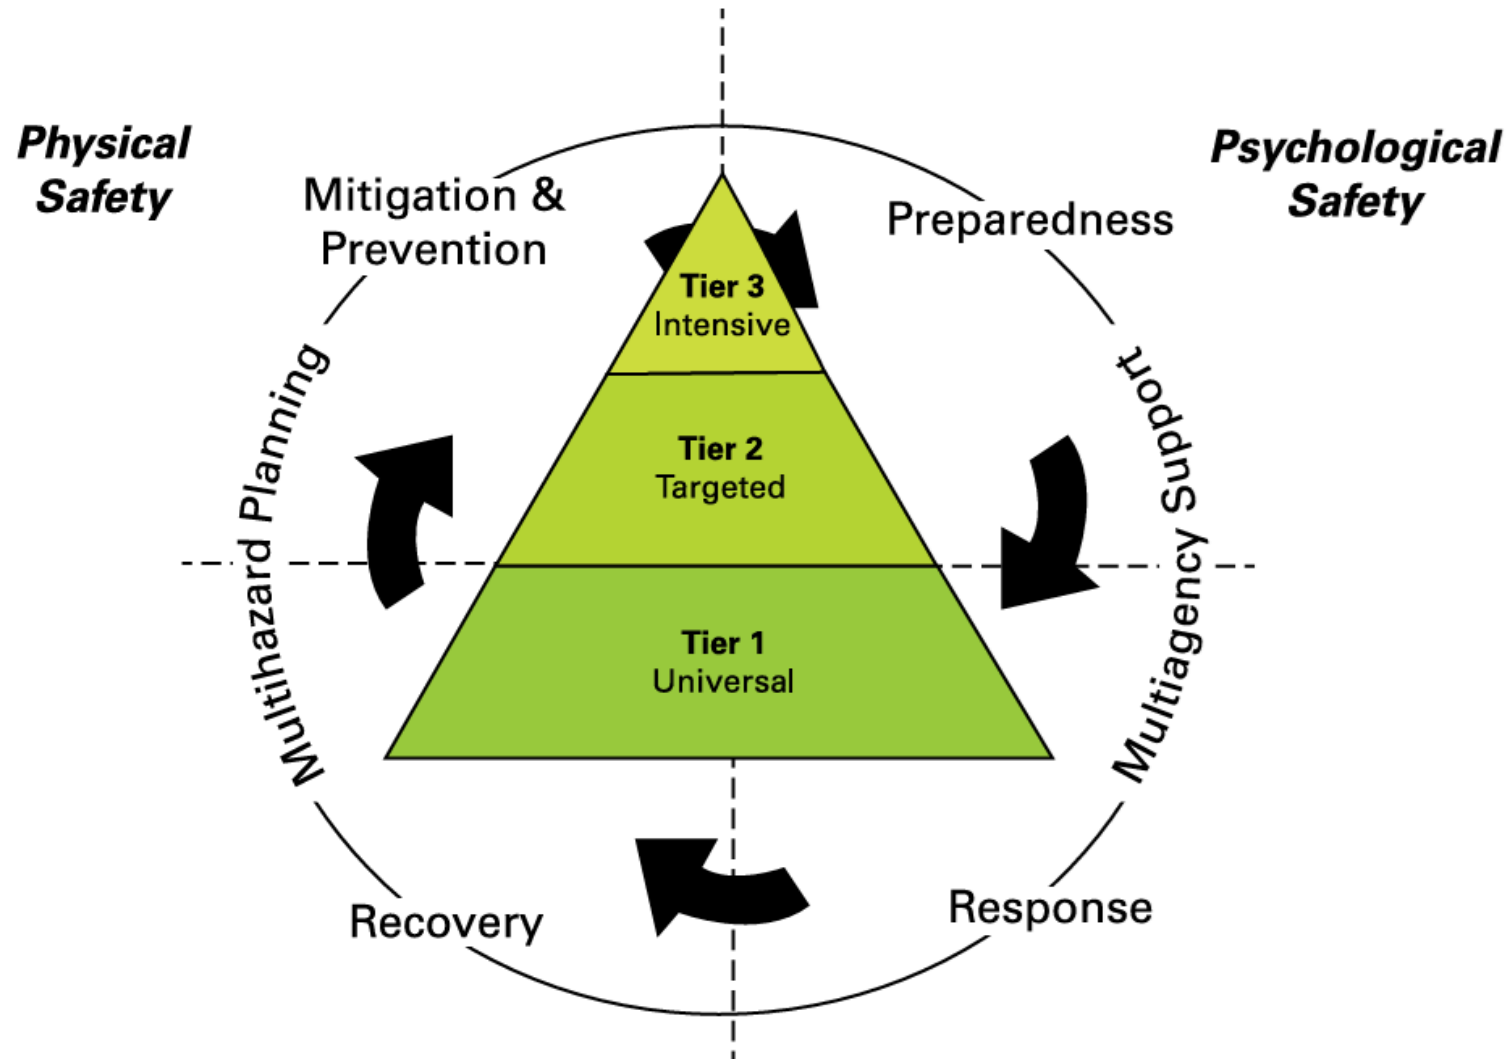 Physical
Safety
Psychological
Safety
Mitigation &
Prevention
Preparedness
Tier 3
Intensive
Multihazard Planning
Multiagency Support
Tier 2
Targeted
Tier 1
Universal
Recovery
Response